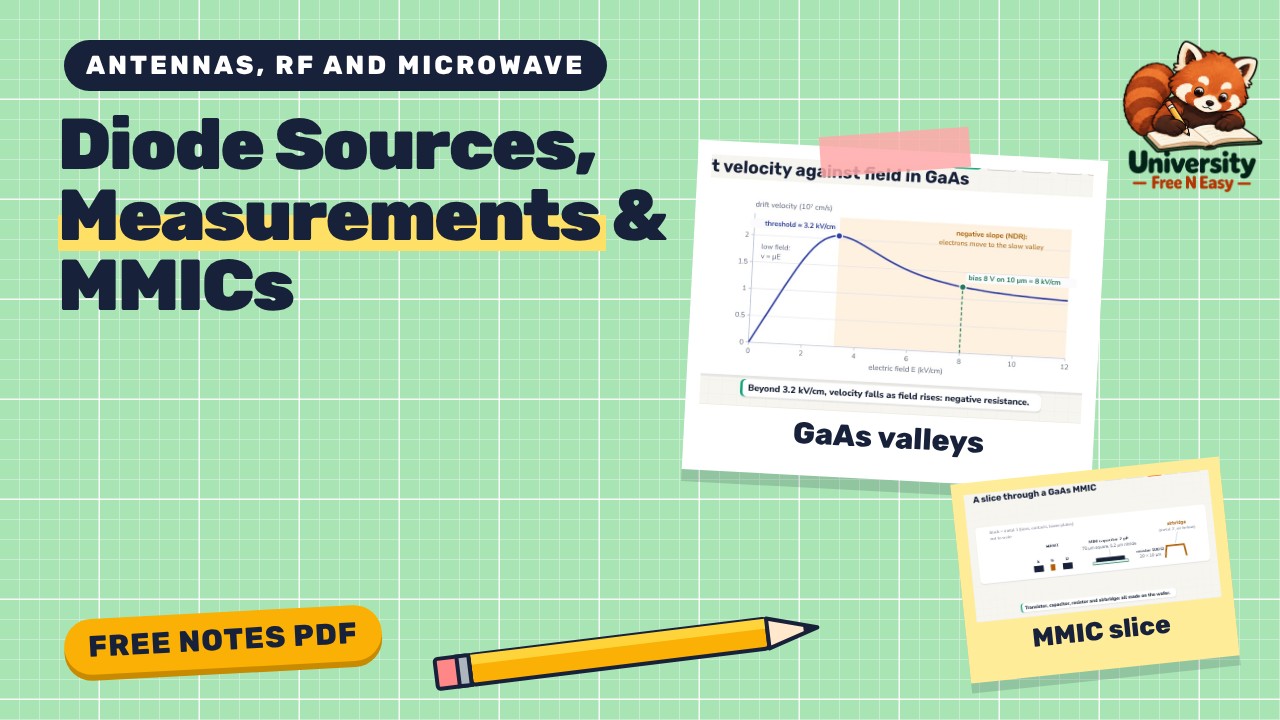 ANTENNAS, RF AND MICROWAVE
Diode Sources,
Measurements &
MMICs
University
Free N Easy
t velocity against field in GaAs
drift velocity (10⁷ cm/s)
threshold = 3.2 kV/cm
negative slope (NDR):
electrons move to the slow valley
low field:
v = μE
bias 8 V on 10 μm = 8 kV/cm
2
1.5
1
0.5
0
0 2 4 6 8 10 12
electric field E (kV/cm)
Beyond 3.2 kV/cm, velocity falls as field rises: negative resistance.
GaAs valleys
A slice through a GaAs MMIC
airbridge
Transistor, capacitor, resistor and airbridge: all made on the wafer.
MMIC slice
FREE NOTES PDF